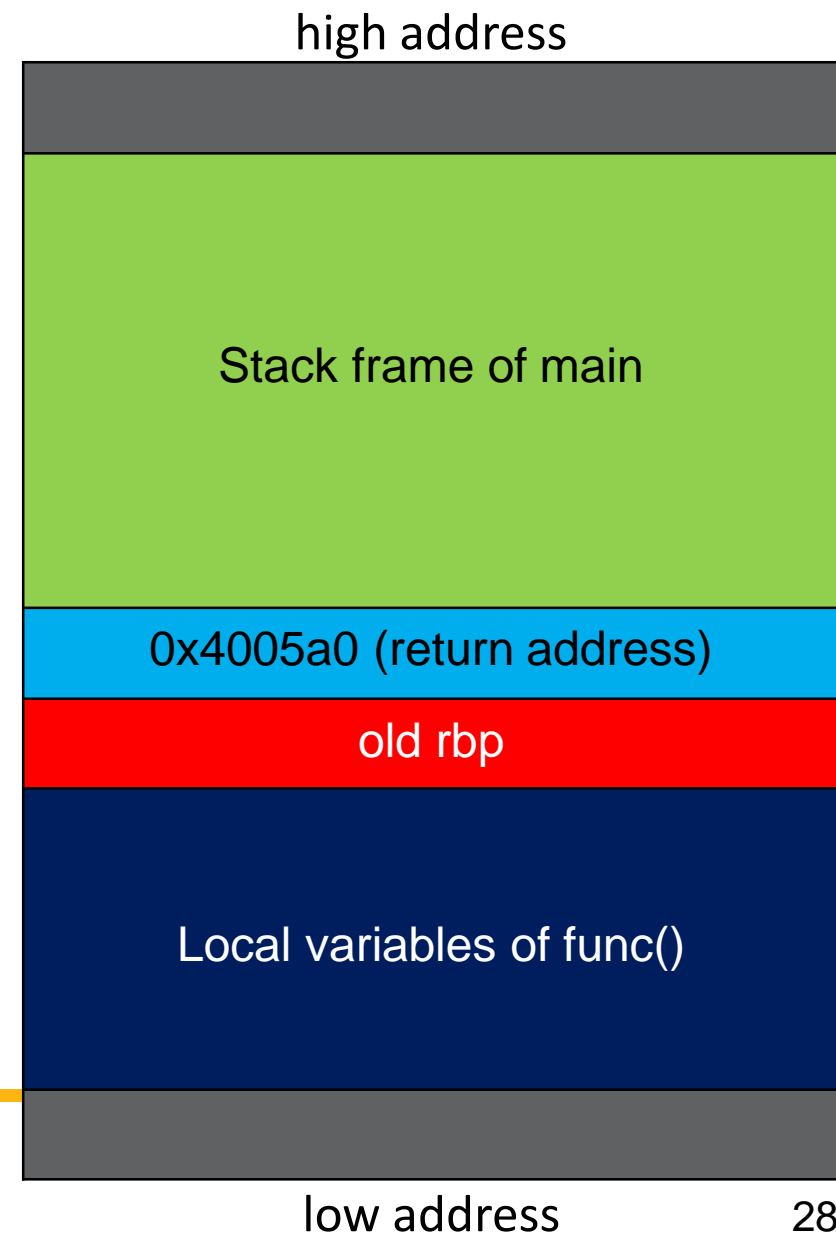 high address
Stack frame of main
0x4005a0 (return address)
old rbp
Local variables of func()
low address
28